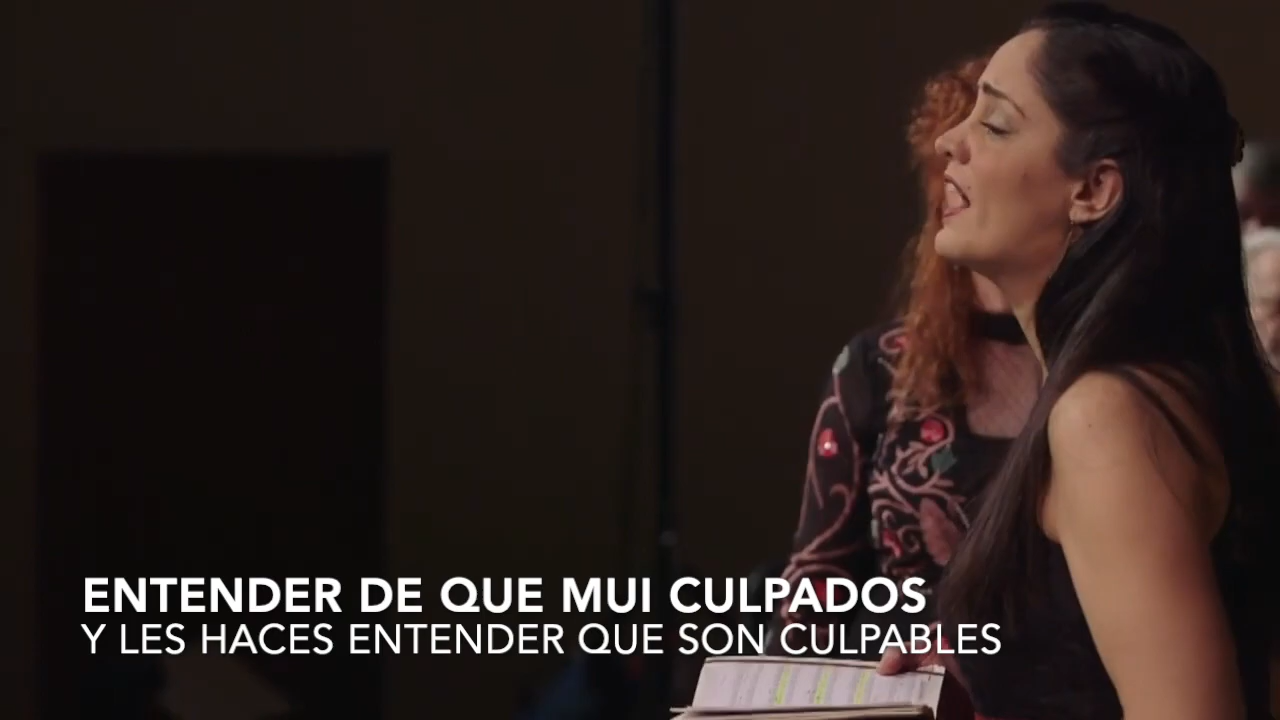 ENTENDER DE QUE MUI CULPADOS
Y LES HACES ENTENDER QUE SON CULPABLES